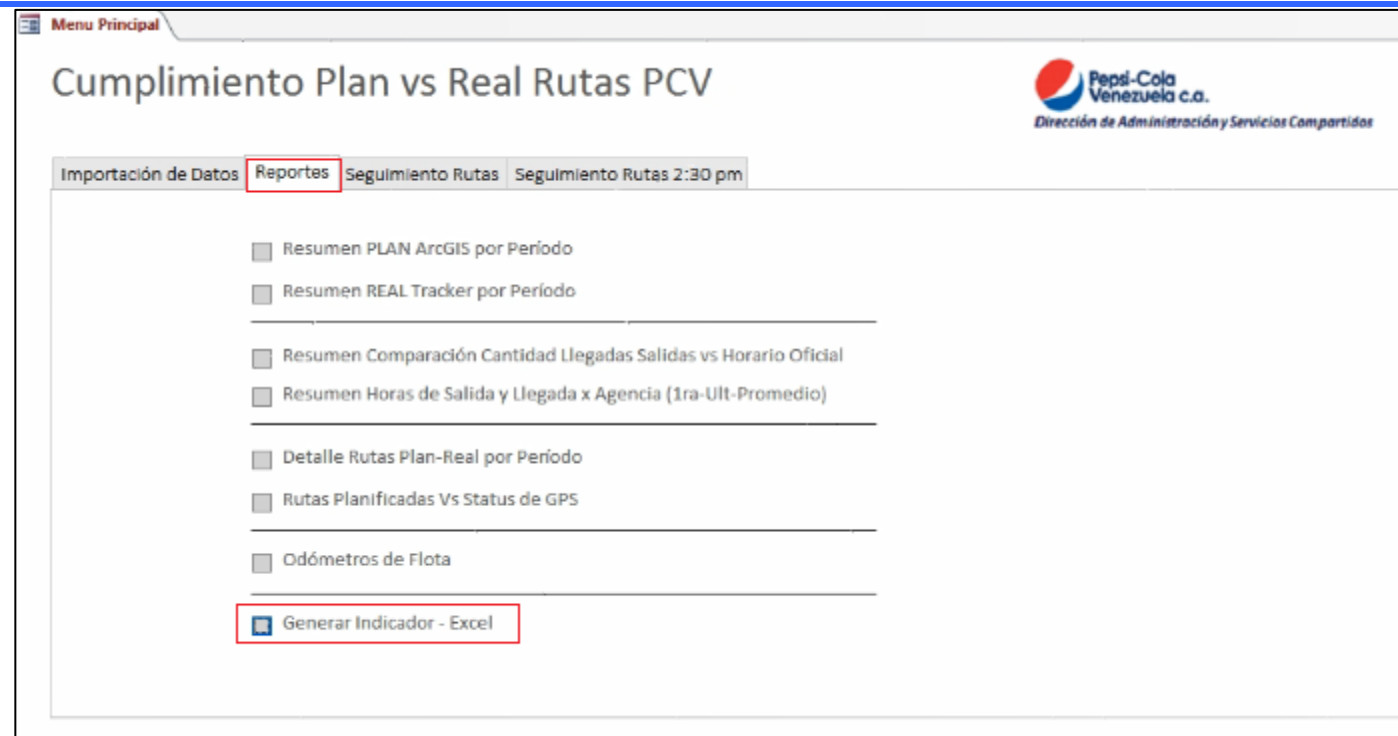 Menu Principal
Cumplimiento Plan vs Real Rutas PCV
Pepsi-Cola
Venezuela c.a.
Dirección de Administración y Servicios Compartidos
Importación de Datos Reportes Seguimiento Rutas Seguimiento Rutas 2:30 pm
Resumen PLAN ArcGIS por Período
Resumen REAL Tracker por Período
Resumen Comparación Cantidad Llegadas Salidas vs Horario Oficial
Resumen Horas de Salida y Llegada x Agencia (1ra-Ult-Promedio)
Detalle Rutas Plan-Real por Período
Rutas Planificadas Vs Status de GPS
Odómetros de Flota
Generar Indicador - Excel